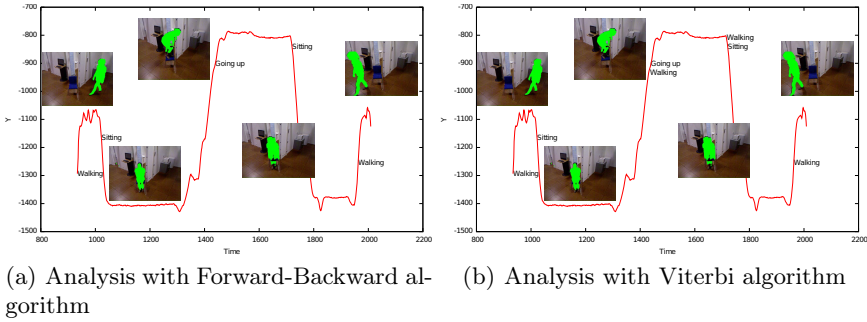 -700
-800
-900
-1000
-1100
-1200
-1300
-1400
-1500
800 1000 1200 1400 1600 1800 2000 2200
Y
Time
Walking
Sitting
Going up
Sitting
Walking
(a) Analysis with Forward-Backward al-
gorithm
-700
-800
-900
-1000
-1100
-1200
-1300
-1400
-1500
800 1000 1200 1400 1600 1800 2000 2200
Y
Time
Walking
Sitting
Going up
Walking
Walking
Sitting
Walking
(b) Analysis with Viterbi algorithm